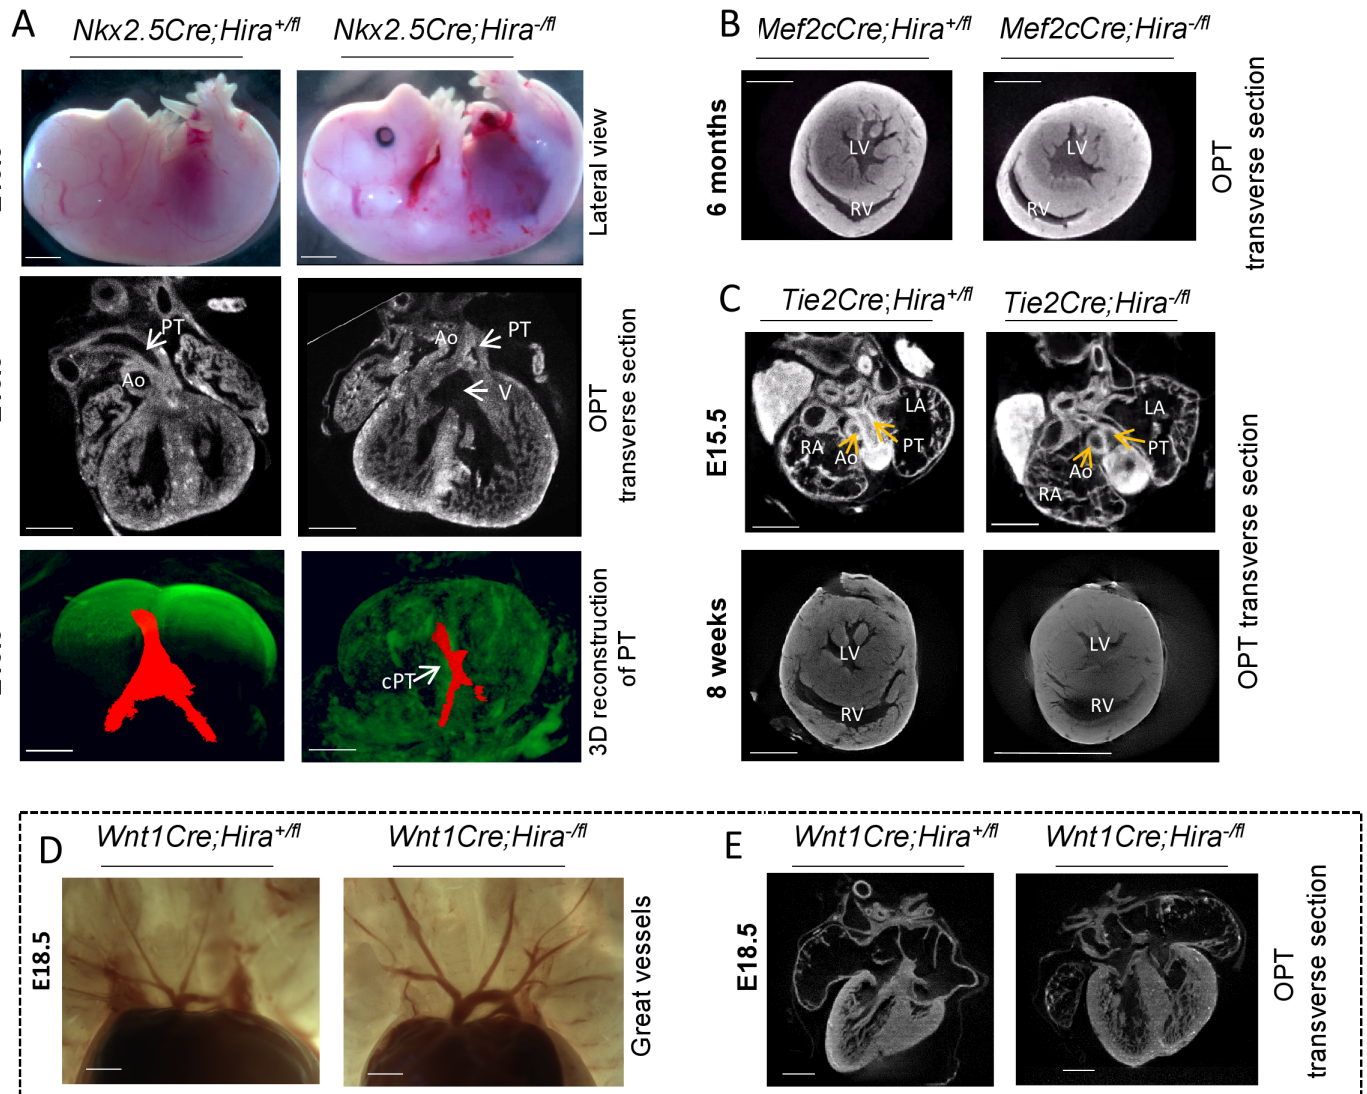 A
Nkx2.5Cre;Hira+/fl
Nkx2.5Cre;Hira-/fl
Lateral view
PT
Ao
Ao
PT
V
OPT
transverse section
cPT
3D reconstruction
of PT
B
Mef2cCre;Hira+/fl
Mef2cCre;Hira-/fl
6 months
LV
RV
LV
RV
OPT
transverse section
C
Tie2Cre;Hira+/fl
Tie2Cre;Hira-/fl
E15.5
RA
Ao
LA
PT
RA
Ao
LA
PT
8 weeks
LV
RV
LV
RV
OPT transverse section
D
Wnt1Cre;Hira+/fl
Wnt1Cre;Hira-/fl
E18.5
Great vessels
E
Wnt1Cre;Hira+/fl
Wnt1Cre;Hira-/fl
E18.5
OPT
transverse section